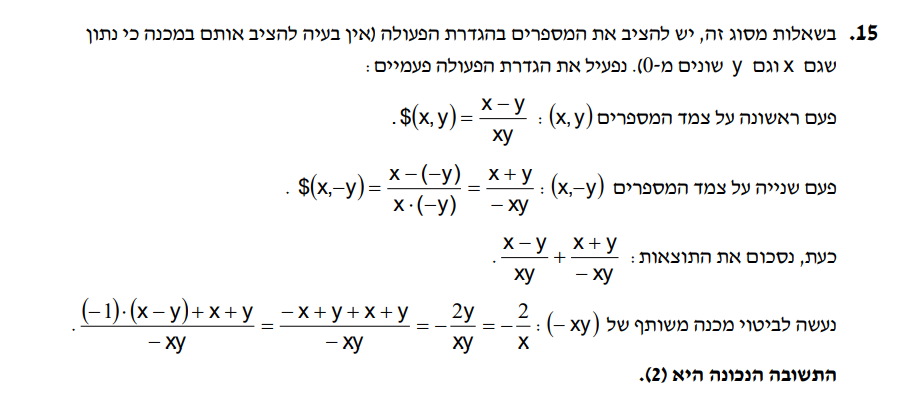 15. בשאלות מסוג זה, יש להציב את המספרים בהגדרת הפעולה (אין בעיה להציב אותם במכנה כי נתון
שגם x וגם y שונים מ-0). נפעיל את הגדרת הפעולה פעמיים:
פעם ראשונה על צמד המספרים (x, y): $(x, y) = \frac{x-y}{xy}.
פעם שנייה על צמד המספרים (x,-y): $(x,-y) = \frac{x-(-y)}{x·(-y)} = \frac{x+y}{-xy}.
כעת, נסכום את התוצאות: \frac{x-y}{xy} + \frac{x+y}{-xy}.
נעשה לביטוי מכנה משותף של (-xy): \frac{(-1)·(x-y)+x+y}{-xy} = \frac{-x+y+x+y}{-xy} = -\frac{2y}{xy} = -\frac{2}{x}.
התשובה הנכונה היא (2).